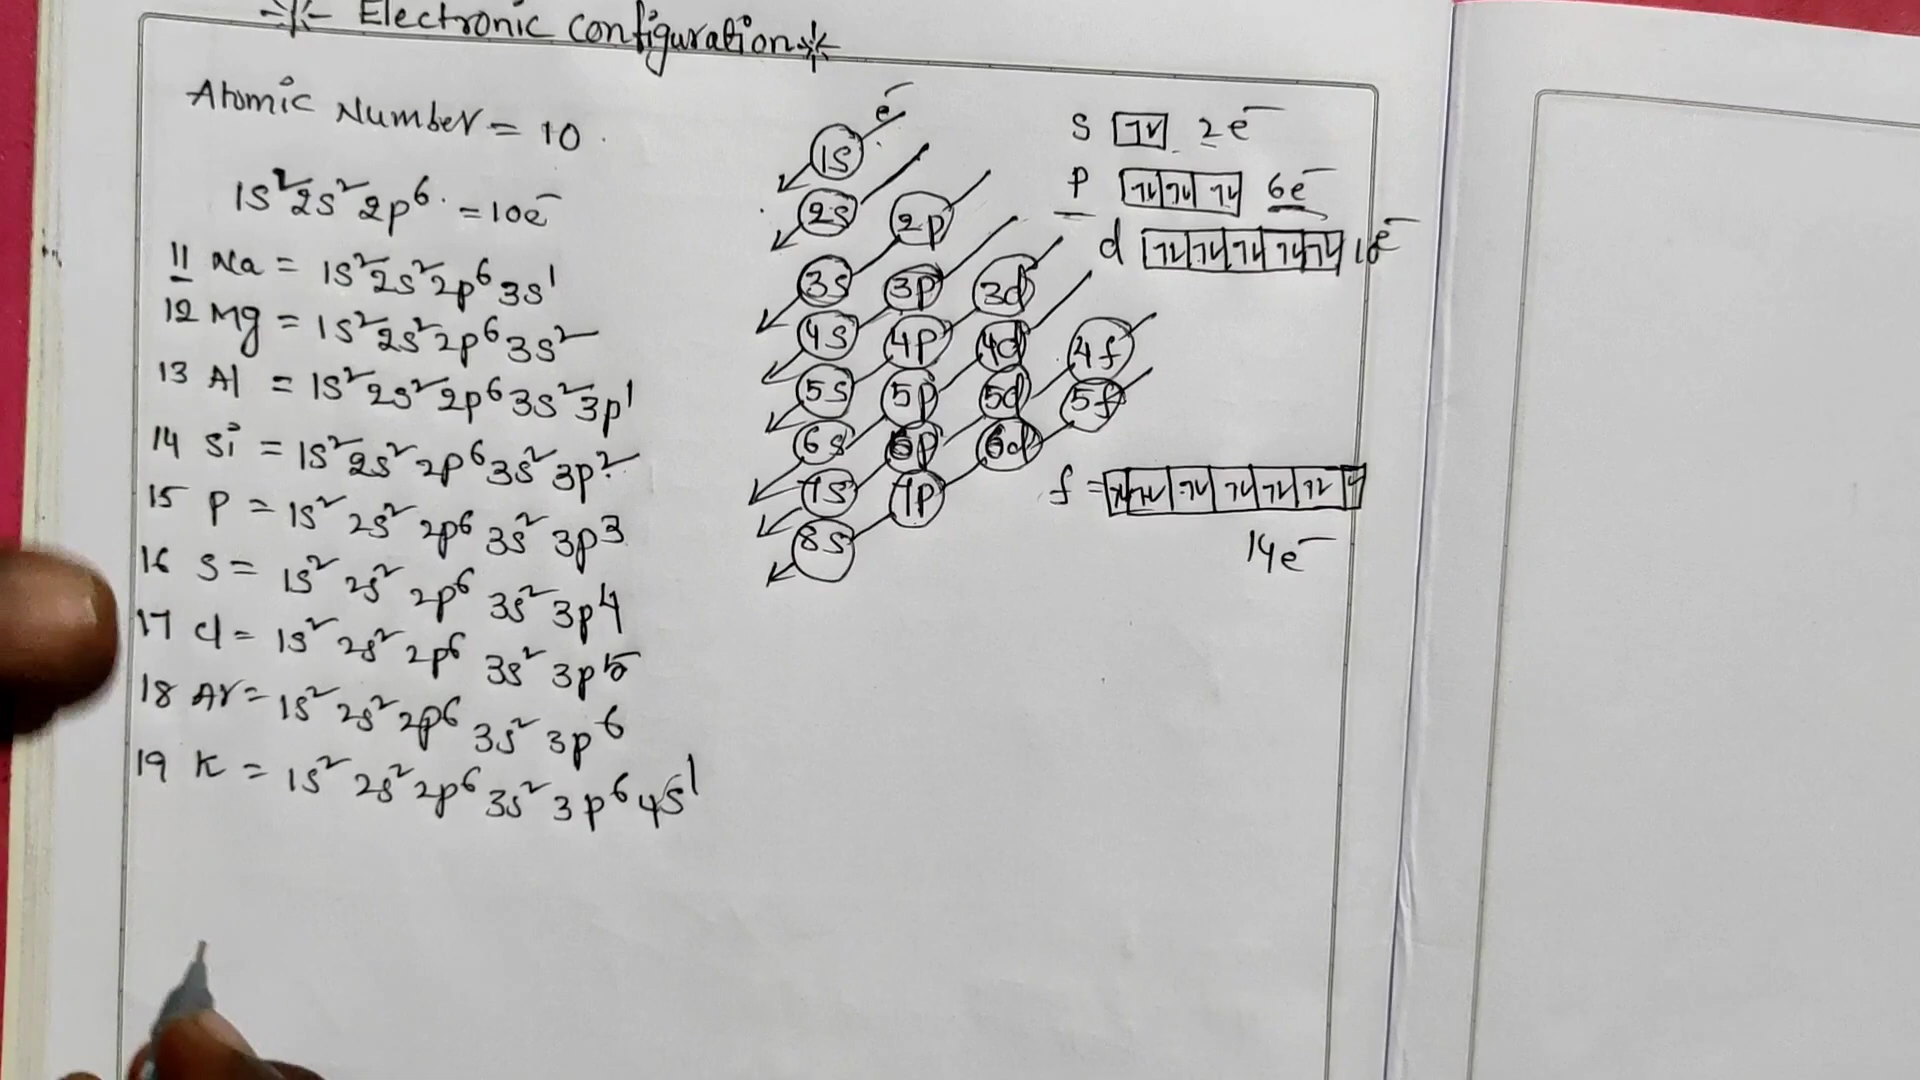 Electronic configuration
Atomic Number = 10
1s² 2s² 2p⁶ = 10e⁻
11 Na = 1s² 2s² 2p⁶ 3s¹
12 Mg = 1s² 2s² 2p⁶ 3s²
13 Al = 1s² 2s² 2p⁶ 3s² 3p¹
14 Si = 1s² 2s² 2p⁶ 3s² 3p²
15 P = 1s² 2s² 2p⁶ 3s² 3p³
16 S = 1s² 2s² 2p⁶ 3s² 3p⁴
17 Cl = 1s² 2s² 2p⁶ 3s² 3p⁵
18 Ar = 1s² 2s² 2p⁶ 3s² 3p⁶
19 K = 1s² 2s² 2p⁶ 3s² 3p⁶ 4s¹
e⁻
1s
2s 2p
3s 3p 3d
4s 4p 4d 4f
5s 5p 5d 5f
6s 6p 6d
7s 7p
8s
s 2e⁻
p 6e⁻
d 10e⁻
f =
14e⁻